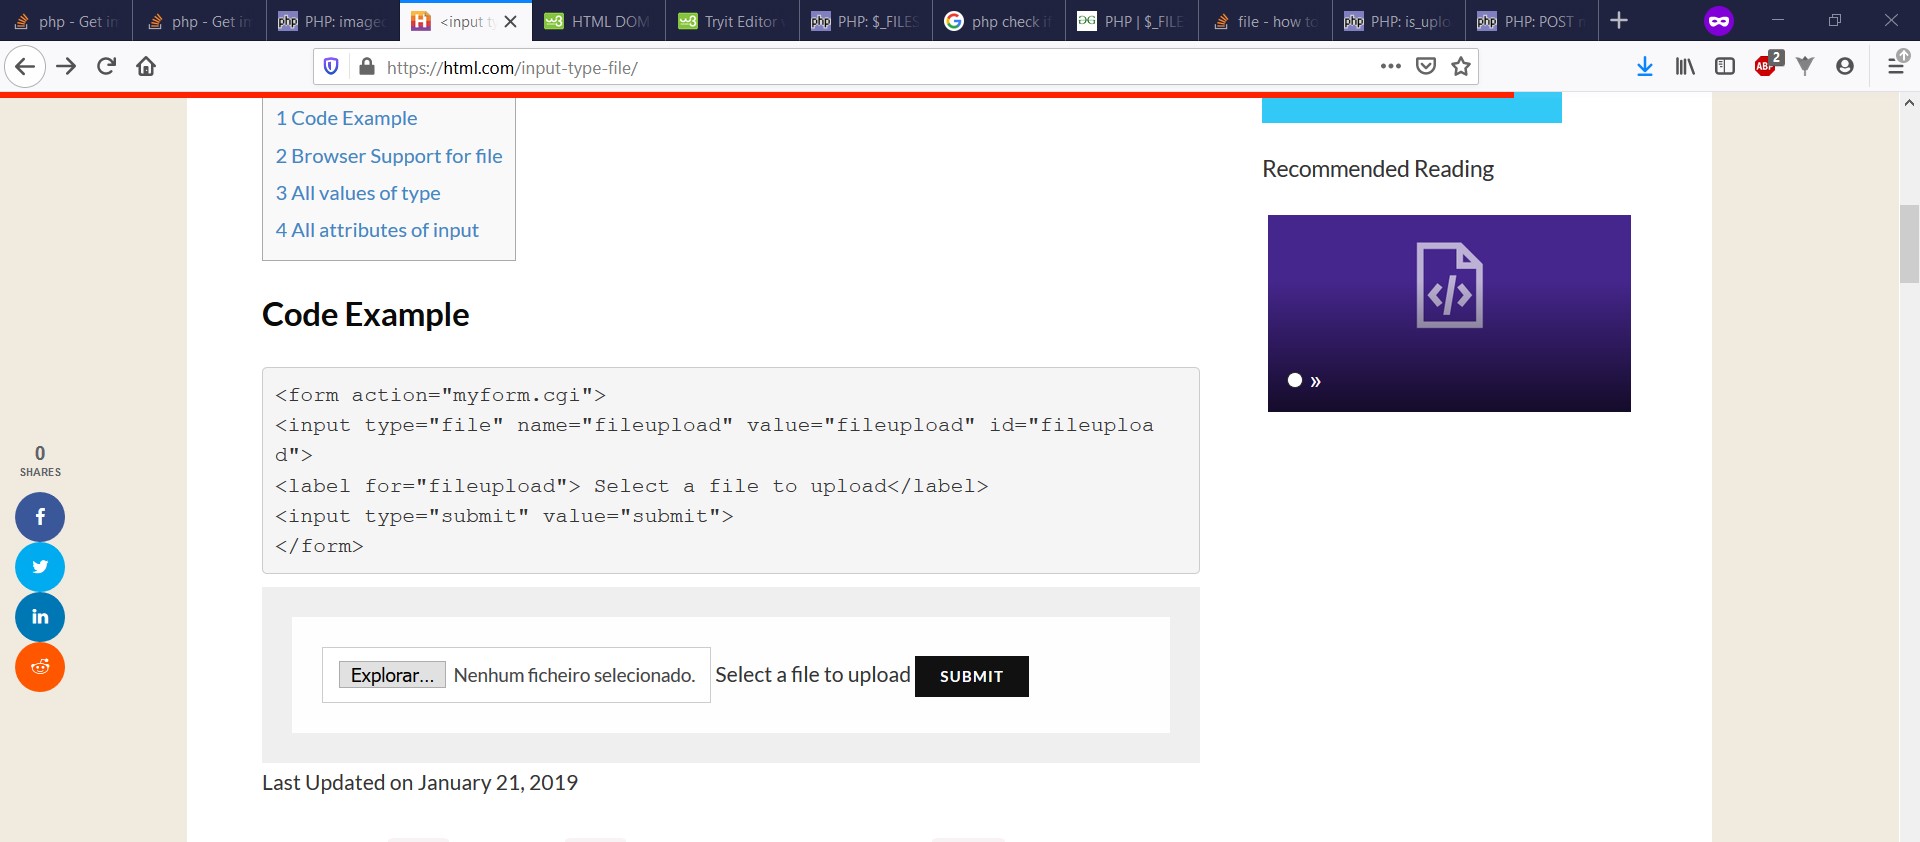 php - Get in
php - Get in
PHP: image
<input ty
HTML DOM
Tryit Editor
PHP: $_FILES
php check if
PHP | $_FILE
file - how to
PHP: is_uplo
PHP: POST
https://html.com/input-type-file/
ABP
2
1 Code Example
2 Browser Support for file
3 All values of type
4 All attributes of input
Recommended Reading
»
Code Example
<form action="myform.cgi">
<input type="file" name="fileupload" value="fileupload" id="fileuploa
d">
<label for="fileupload"> Select a file to upload</label>
<input type="submit" value="submit">
</form>
0
SHARES
Explorar... Nenhum ficheiro selecionado. Select a file to upload SUBMIT
Last Updated on January 21, 2019